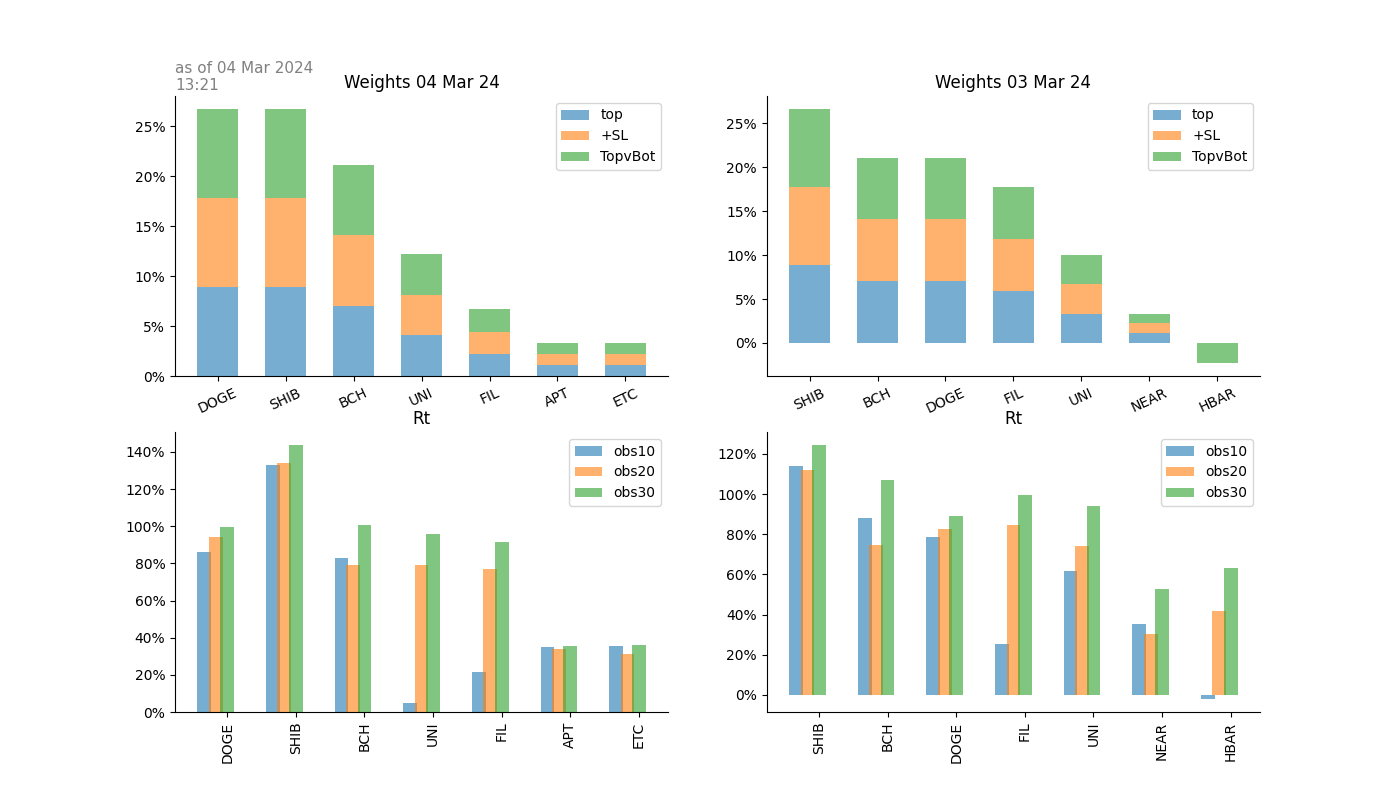 as of 04 Mar 2024
13:21
Weights 04 Mar 24
25%
20%
15%
10%
5%
0%
top
+SL
TopvBot
DOGE
SHIB
BCH
UNI
FIL
APT
ETC
Weights 03 Mar 24
25%
20%
15%
10%
5%
0%
top
+SL
TopvBot
SHIB
BCH
DOGE
FIL
UNI
NEAR
HBAR
Rt
140%
120%
100%
80%
60%
40%
20%
0%
obs10
obs20
obs30
DOGE
SHIB
BCH
UNI
FIL
APT
ETC
Rt
120%
100%
80%
60%
40%
20%
0%
obs10
obs20
obs30
SHIB
BCH
DOGE
FIL
UNI
NEAR
HBAR